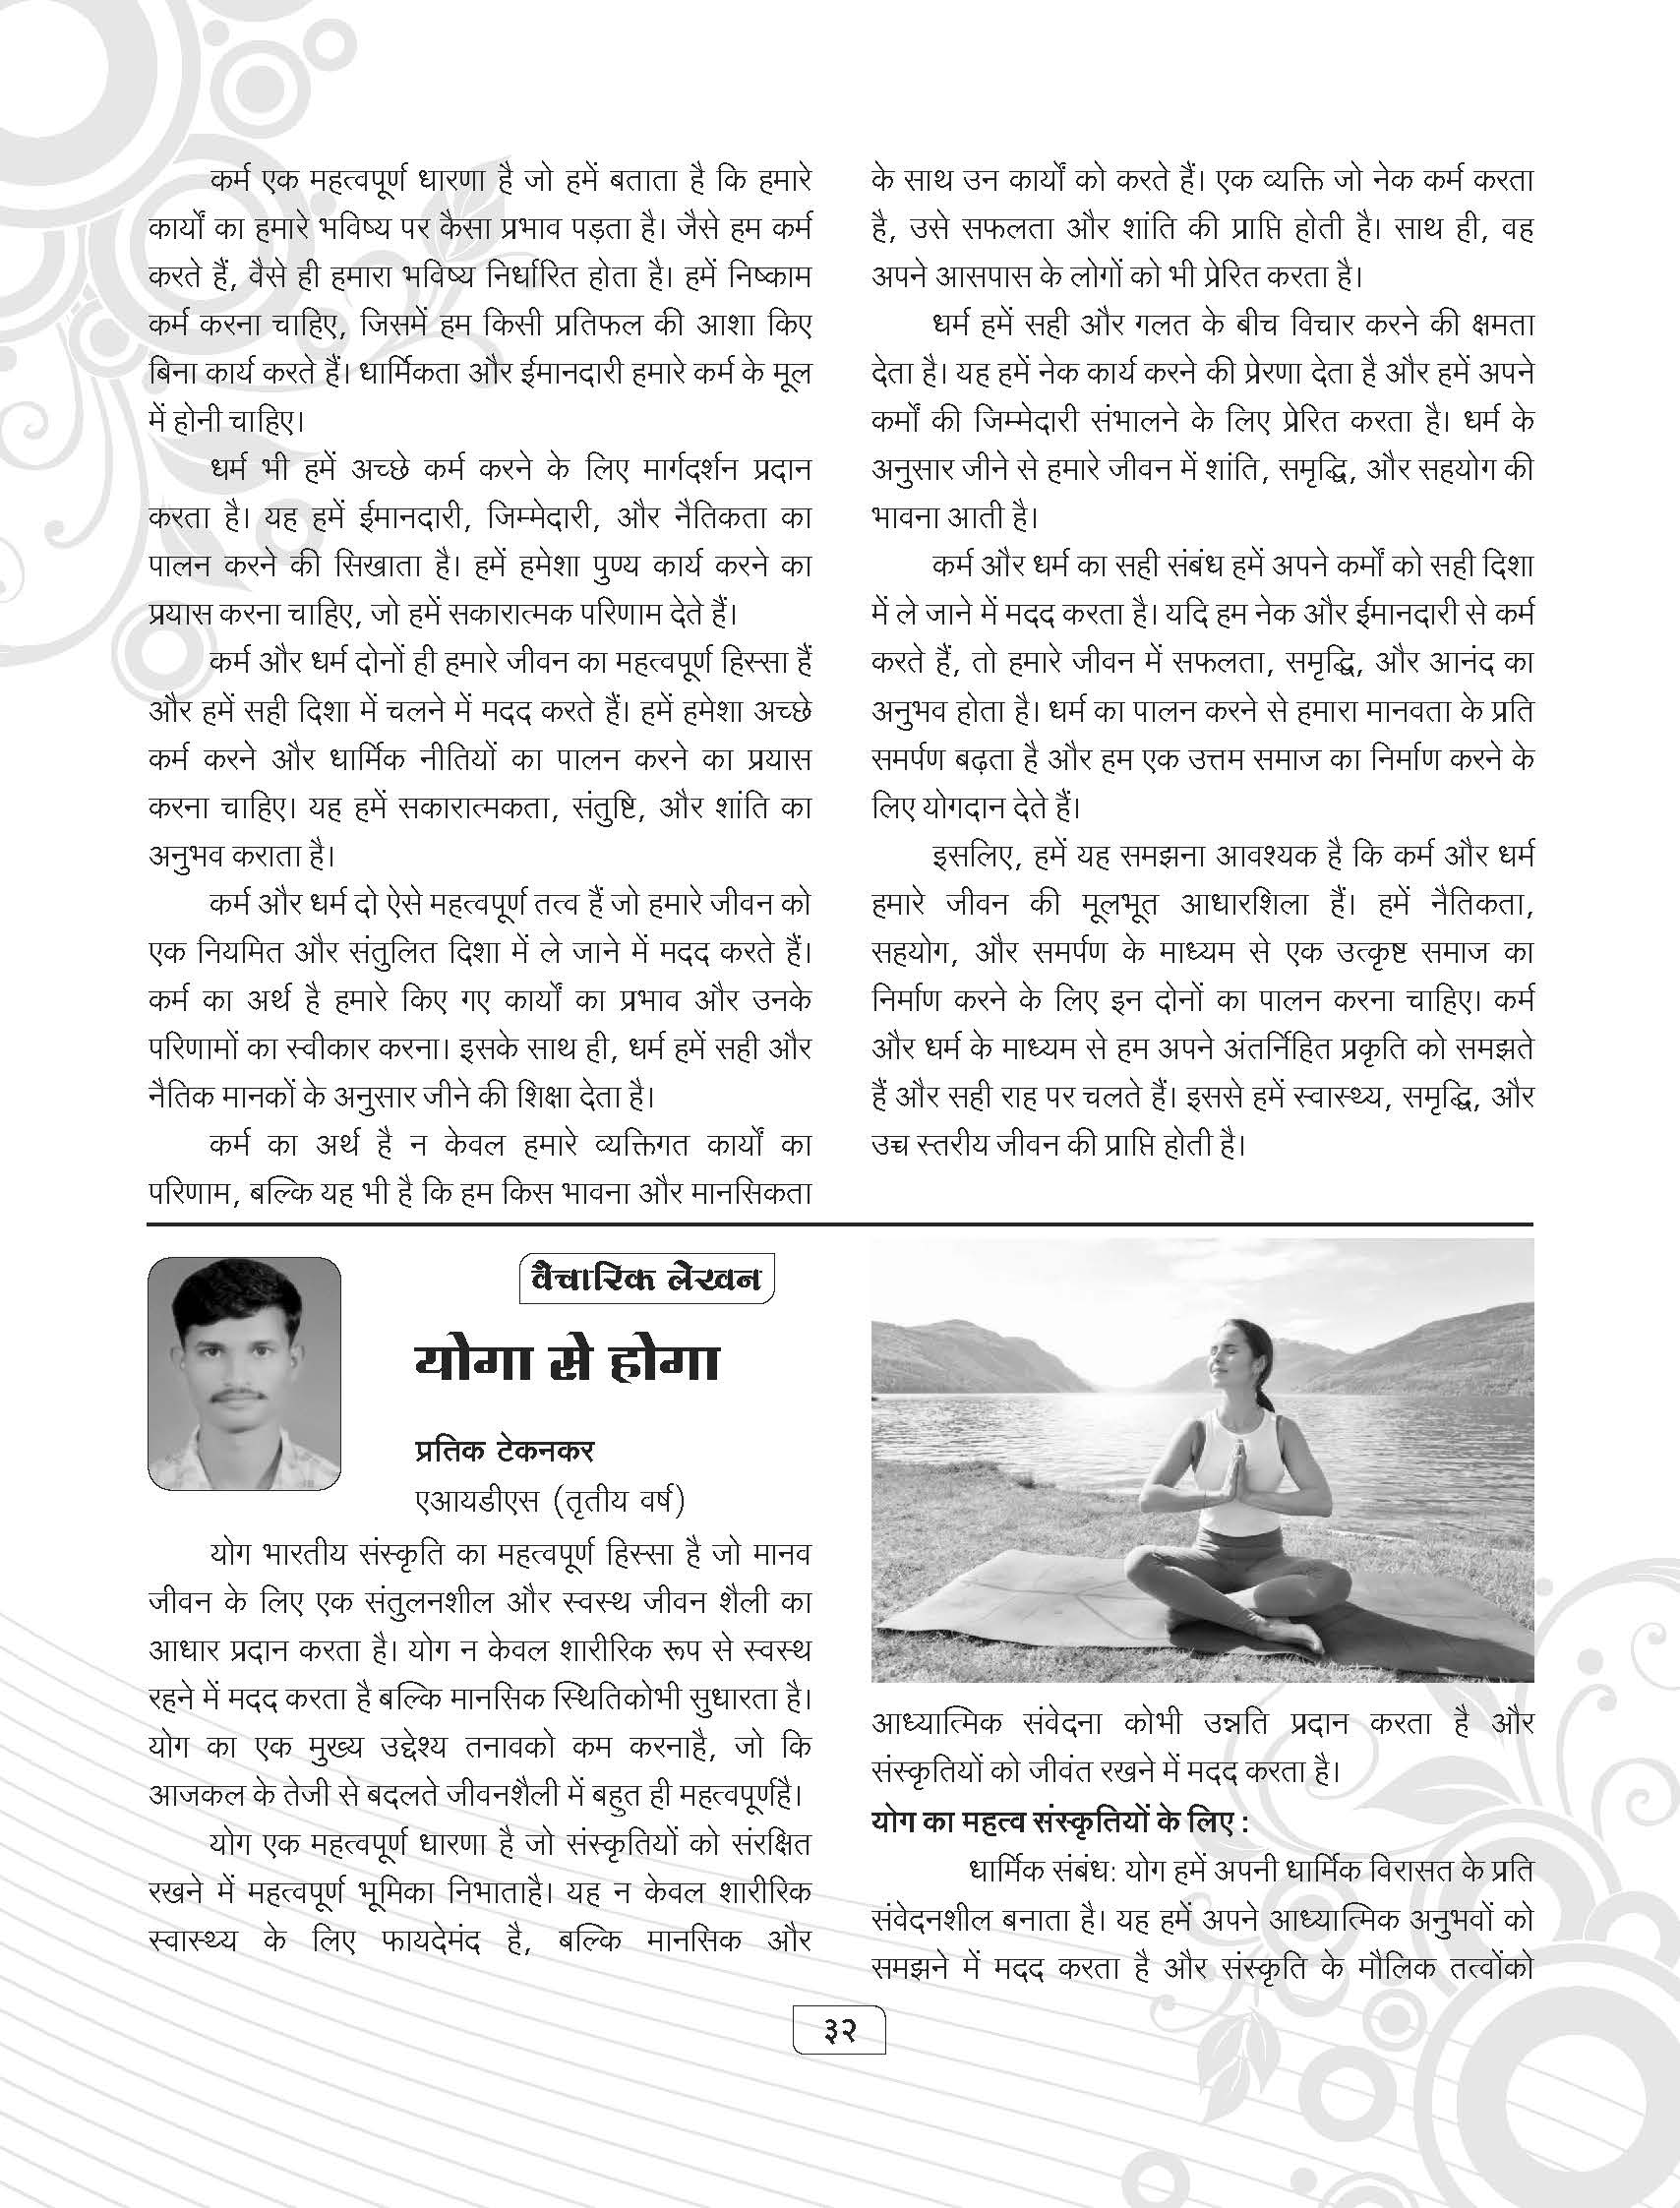 कर्म एक महत्वपूर्ण धारणा है जो हमें बताता है कि हमारे
कार्यों का हमारे भविष्य पर कैसा प्रभाव पड़ता है। जैसे हम कर्म
करते हैं, वैसे ही हमारा भविष्य निर्धारित होता है। हमें निष्काम
कर्म करना चाहिए, जिसमें हम किसी प्रतिफल की आशा किए
बिना कार्य करते हैं। धार्मिकता और ईमानदारी हमारे कर्म के मूल
में होनी चाहिए।
धर्म भी हमें अच्छे कर्म करने के लिए मार्गदर्शन प्रदान
करता है। यह हमें ईमानदारी, जिम्मेदारी, और नैतिकता का
पालन करने की सिखाता है। हमें हमेशा पुण्य कार्य करने का
प्रयास करना चाहिए, जो हमें सकारात्मक परिणाम देते हैं।
कर्म और धर्म दोनों ही हमारे जीवन का महत्वपूर्ण हिस्सा हैं
और हमें सही दिशा में चलने में मदद करते हैं। हमें हमेशा अच्छे
कर्म करने और धार्मिक नीतियों का पालन करने का प्रयास
करना चाहिए। यह हमें सकारात्मकता, संतुष्टि, और शांति का
अनुभव कराता है।
कर्म और धर्म दो ऐसे महत्वपूर्ण तत्व हैं जो हमारे जीवन को
एक नियमित और संतुलित दिशा में ले जाने में मदद करते हैं।
कर्म का अर्थ है हमारे किए गए कार्यों का प्रभाव और उनके
परिणामों का स्वीकार करना। इसके साथ ही, धर्म हमें सही और
नैतिक मानकों के अनुसार जीने की शिक्षा देता है।
कर्म का अर्थ है न केवल हमारे व्यक्तिगत कार्यों का
परिणाम, बल्कि यह भी है कि हम किस भावना और मानसिकता
के साथ उन कार्यों को करते हैं। एक व्यक्ति जो नेक कर्म करता
है, उसे सफलता और शांति की प्राप्ति होती है। साथ ही, वह
अपने आसपास के लोगों को भी प्रेरित करता है।
धर्म हमें सही और गलत के बीच विचार करने की क्षमता
देता है। यह हमें नेक कार्य करने की प्रेरणा देता है और हमें अपने
कर्मों की जिम्मेदारी संभालने के लिए प्रेरित करता है। धर्म के
अनुसार जीने से हमारे जीवन में शांति, समृद्धि, और सहयोग की
भावना आती है।
कर्म और धर्म का सही संबंध हमें अपने कर्मों को सही दिशा
में ले जाने में मदद करता है। यदि हम नेक और ईमानदारी से कर्म
करते हैं, तो हमारे जीवन में सफलता, समृद्धि, और आनंद का
अनुभव होता है। धर्म का पालन करने से हमारा मानवता के प्रति
समर्पण बढ़ता है और हम एक उत्तम समाज का निर्माण करने के
लिए योगदान देते हैं।
इसलिए, हमें यह समझना आवश्यक है कि कर्म और धर्म
हमारे जीवन की मूलभूत आधारशिला हैं। हमें नैतिकता,
सहयोग, और समर्पण के माध्यम से एक उत्कृष्ट समाज का
निर्माण करने के लिए इन दोनों का पालन करना चाहिए। कर्म
और धर्म के माध्यम से हम अपने अंतर्निहित प्रकृति को समझते
हैं और सही राह पर चलते हैं। इससे हमें स्वास्थ्य, समृद्धि, और
उच्च स्तरीय जीवन की प्राप्ति होती है।
वैचारिक लेखन
योगा से होगा
प्रतिक टेकनकर
एआयडीएस (तृतीय वर्ष)
योग भारतीय संस्कृति का महत्वपूर्ण हिस्सा है जो मानव
जीवन के लिए एक संतुलनशील और स्वस्थ जीवन शैली का
आधार प्रदान करता है। योग न केवल शारीरिक रूप से स्वस्थ
रहने में मदद करता है बल्कि मानसिक स्थितिकोभी सुधारता है।
योग का एक मुख्य उद्देश्य तनावको कम करनाहै, जो कि
आजकल के तेजी से बदलते जीवनशैली में बहुत ही महत्वपूर्णहै।
योग एक महत्वपूर्ण धारणा है जो संस्कृतियों को संरक्षित
रखने में महत्वपूर्ण भूमिका निभाताहै। यह न केवल शारीरिक
स्वास्थ्य के लिए फायदेमंद है, बल्कि मानसिक और
आध्यात्मिक संवेदना कोभी उन्नति प्रदान करता है और
संस्कृतियों को जीवंत रखने में मदद करता है।
योग का महत्व संस्कृतियों के लिए :
धार्मिक संबंध: योग हमें अपनी धार्मिक विरासत के प्रति
संवेदनशील बनाता है। यह हमें अपने आध्यात्मिक अनुभवों को
समझने में मदद करता है और संस्कृति के मौलिक तत्वोंको
३२